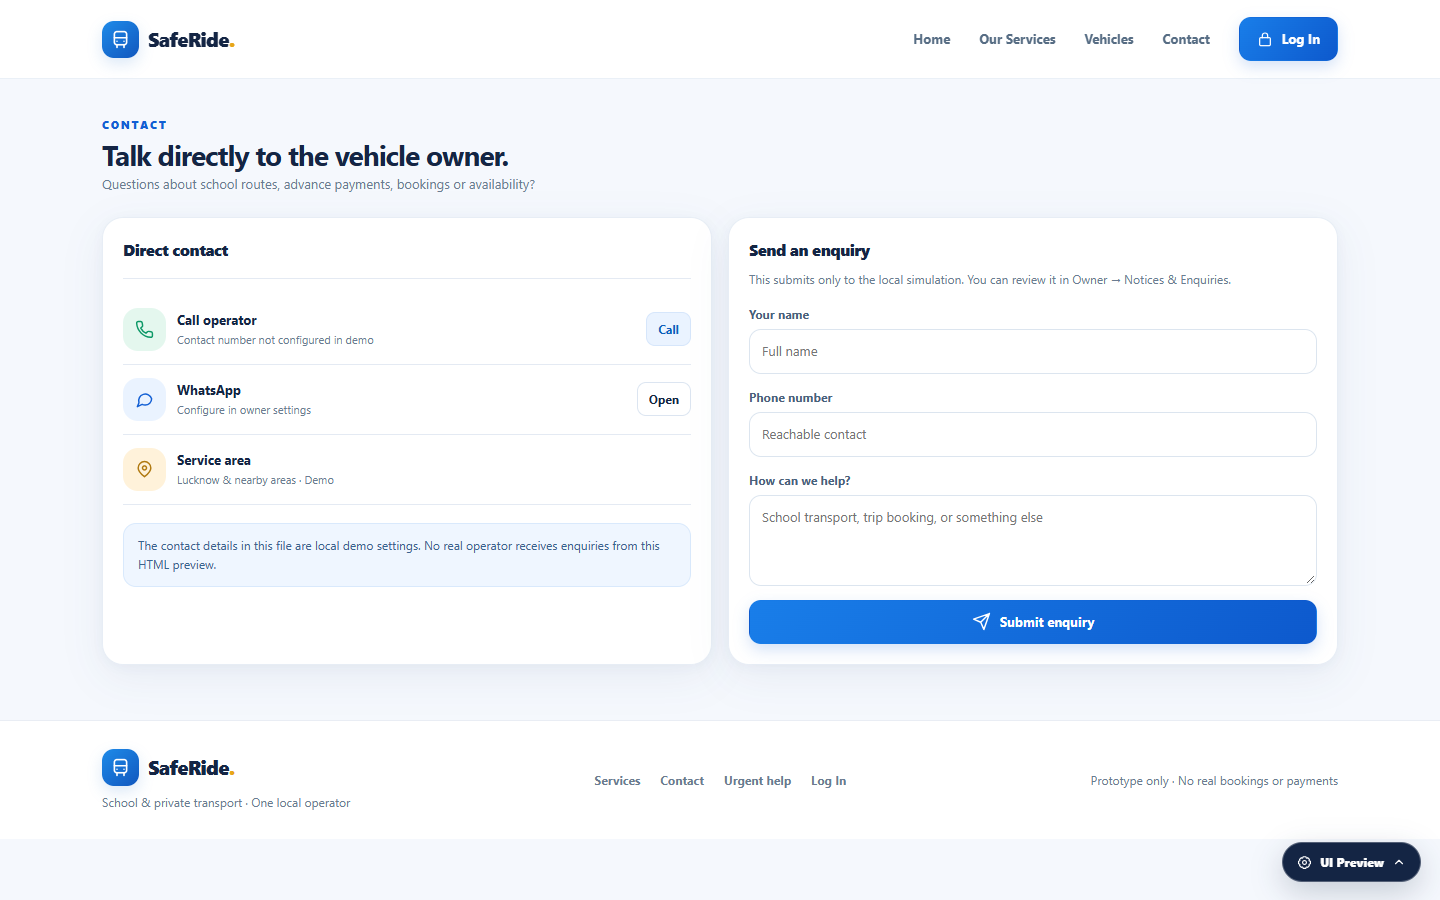 SafeRide.
Home
Our Services
Vehicles
Contact
Log In
CONTACT
Talk directly to the vehicle owner.
Questions about school routes, advance payments, bookings or availability?
Direct contact
Call operator
Contact number not configured in demo
Call
WhatsApp
Configure in owner settings
Open
Service area
Lucknow & nearby areas · Demo
The contact details in this file are local demo settings. No real operator receives enquiries from this
HTML preview.
Send an enquiry
This submits only to the local simulation. You can review it in Owner → Notices & Enquiries.
Your name
Full name
Phone number
Reachable contact
How can we help?
School transport, trip booking, or something else
Submit enquiry
SafeRide.
School & private transport · One local operator
Services
Contact
Urgent help
Log In
Prototype only · No real bookings or payments
UI Preview